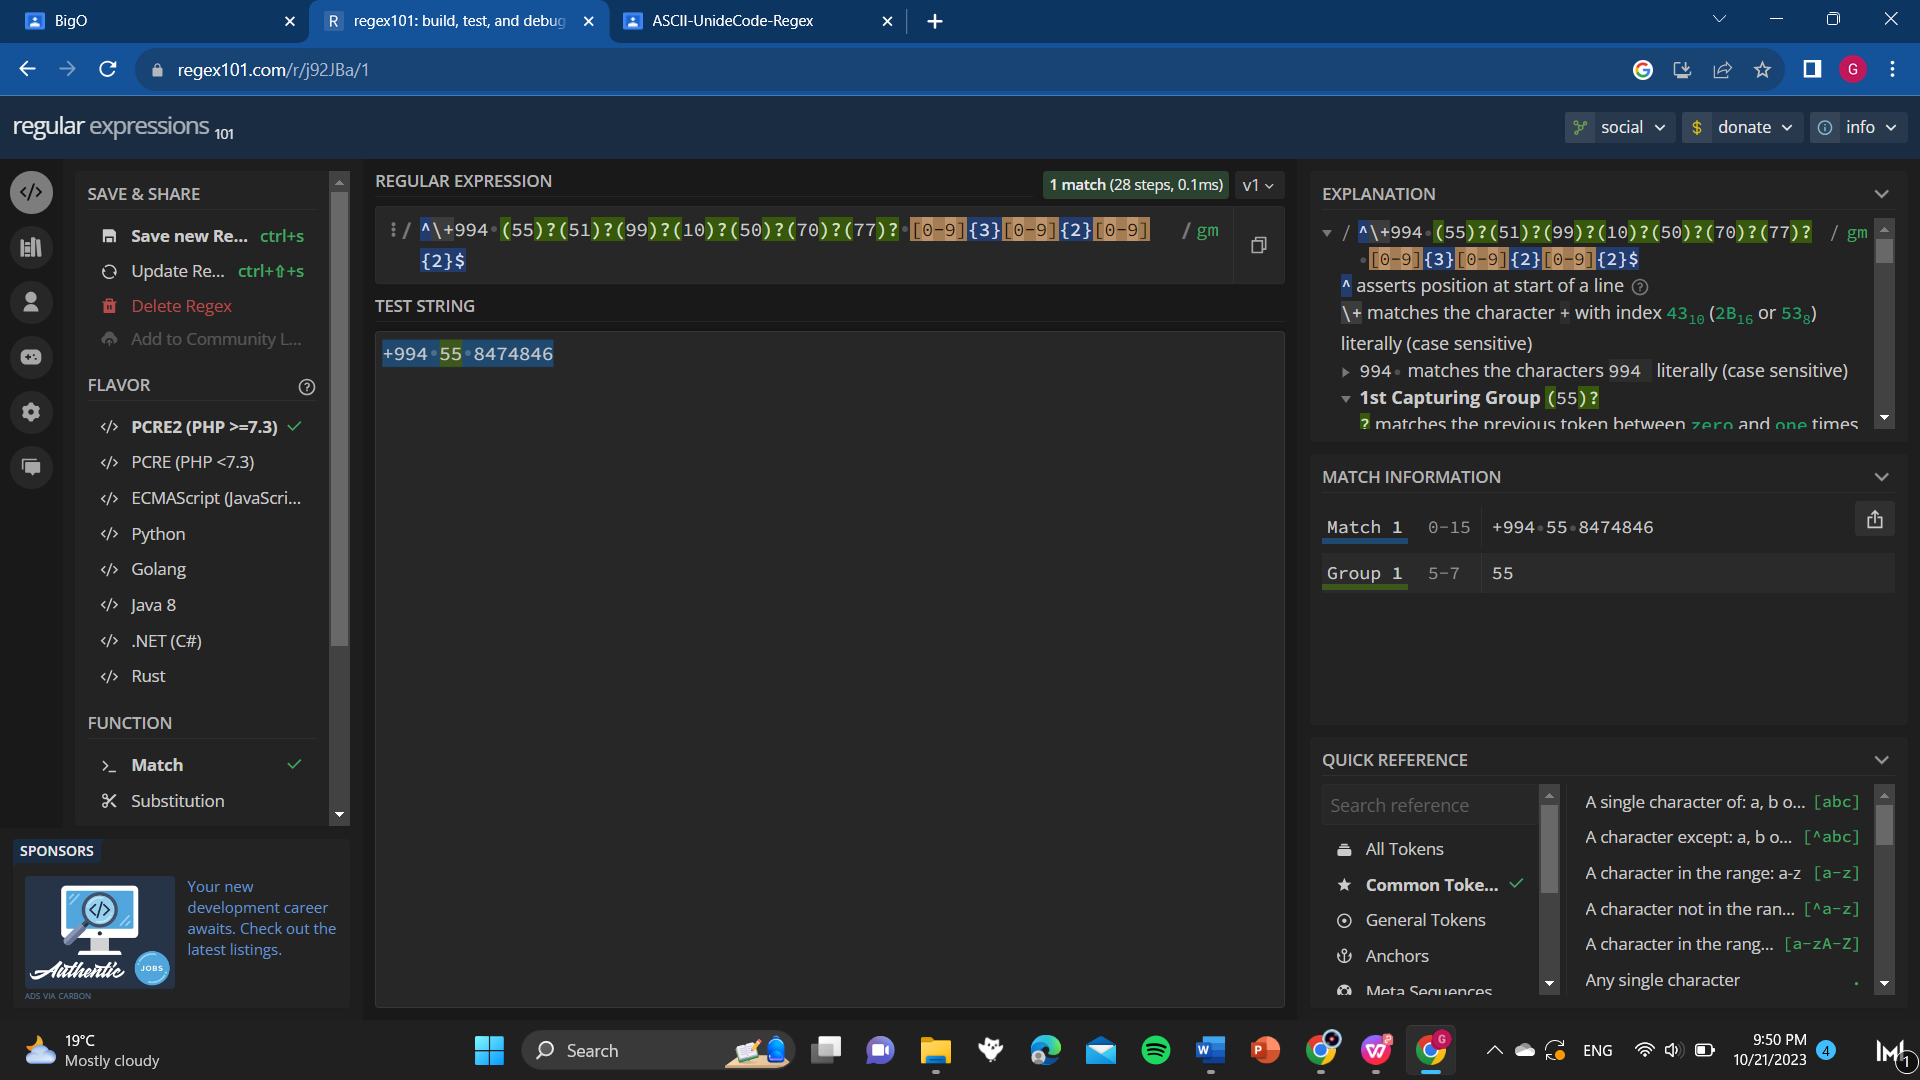 BigO
regex101: build, test, and debug
ASCII-UnideCode-Regex
regex101.com/r/j92JBa/1
G
regular expressions 101
social
$ donate
info
SAVE & SHARE
Save new Re... ctrl+s
Update Re... ctrl+⇧+s
Delete Regex
Add to Community L...
FLAVOR
PCRE2 (PHP >=7.3)
PCRE (PHP <7.3)
ECMAScript (JavaScri...
Python
Golang
Java 8
.NET (C#)
Rust
FUNCTION
Match
Substitution
SPONSORS
Your new
development career
awaits. Check out the
latest listings.
Authentic
JOBS
ADS VIA CARBON
REGULAR EXPRESSION
1 match (28 steps, 0.1ms)
v1
/ ^\+994·(55)?(51)?(99)?(10)?(50)?(70)?(77)?·[0-9]{3}[0-9]{2}[0-9] / gm
{2}$
TEST STRING
+994·55·8474846
EXPLANATION
/ ^\+994·(55)?(51)?(99)?(10)?(50)?(70)?(77)? / gm
·[0-9]{3}[0-9]{2}[0-9]{2}$
^ asserts position at start of a line
\+ matches the character + with index 43₁₀ (2B₁₆ or 53₈)
literally (case sensitive)
994· matches the characters 994 literally (case sensitive)
1st Capturing Group (55)?
? matches the previous token between zero and one times
MATCH INFORMATION
Match 1 0-15 +994·55·8474846
Group 1 5-7 55
QUICK REFERENCE
Search reference
All Tokens
Common Toke...
General Tokens
Anchors
Meta Sequences
A single character of: a, b o... [abc]
A character except: a, b o... [^abc]
A character in the range: a-z [a-z]
A character not in the ran... [^a-z]
A character in the rang... [a-zA-Z]
Any single character .
19°C
Mostly cloudy
Search
ENG
9:50 PM
10/21/2023
4
1